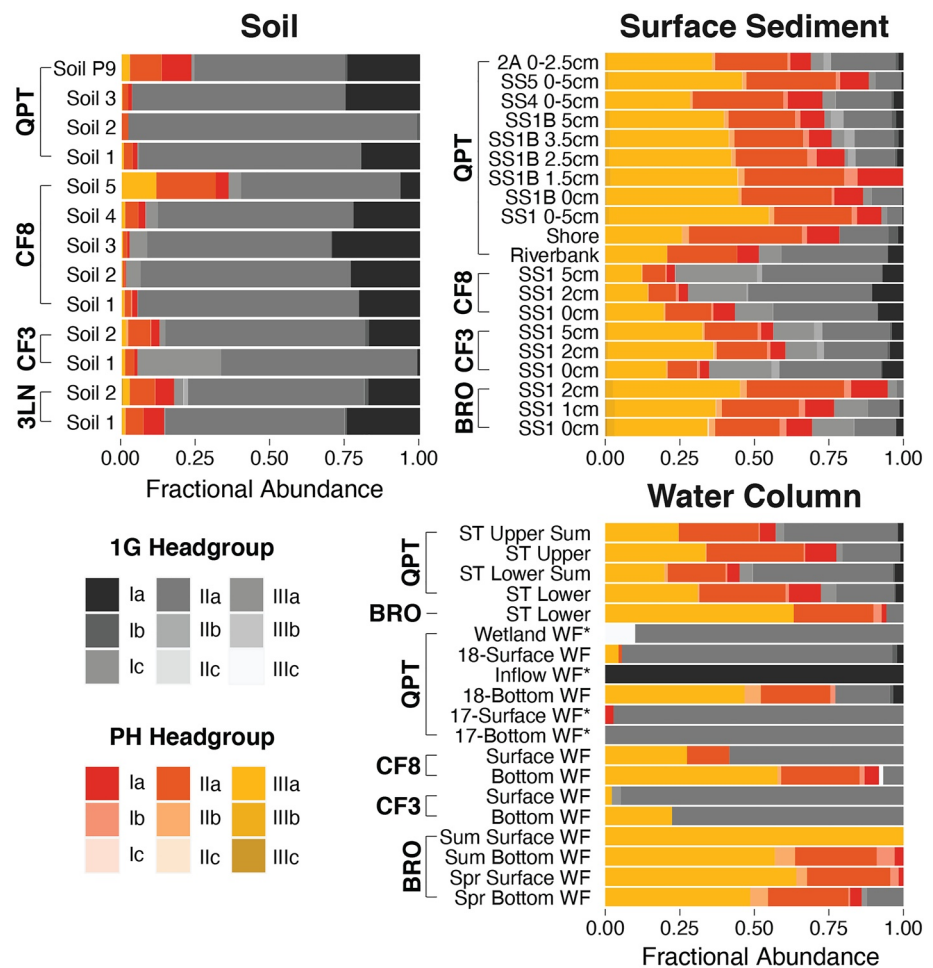 Soil
QPT
Soil P9
Soil 3
Soil 2
Soil 1
CF8
Soil 5
Soil 4
Soil 3
Soil 2
Soil 1
CF3
Soil 2
Soil 1
3LN
Soil 2
Soil 1
0.00 0.25 0.50 0.75 1.00
Fractional Abundance
Surface Sediment
QPT
2A 0-2.5cm
SS5 0-5cm
SS4 0-5cm
SS1B 5cm
SS1B 3.5cm
SS1B 2.5cm
SS1B 1.5cm
SS1B 0cm
SS1 0-5cm
Shore
Riverbank
CF8
SS1 5cm
SS1 2cm
SS1 0cm
CF3
SS1 5cm
SS1 2cm
SS1 0cm
BRO
SS1 2cm
SS1 1cm
SS1 0cm
0.00 0.25 0.50 0.75 1.00
Fractional Abundance
1G Headgroup
Ia IIa IIIa
Ib IIb IIIb
Ic IIc IIIc
PH Headgroup
Ia IIa IIIa
Ib IIb IIIb
Ic IIc IIIc
Water Column
QPT
ST Upper Sum
ST Upper
ST Lower Sum
ST Lower
BRO
ST Lower
QPT
Wetland WF*
18-Surface WF
Inflow WF*
18-Bottom WF
17-Surface WF*
17-Bottom WF*
CF8
Surface WF
Bottom WF
CF3
Surface WF
Bottom WF
BRO
Sum Surface WF
Sum Bottom WF
Spr Surface WF
Spr Bottom WF
0.00 0.25 0.50 0.75 1.00
Fractional Abundance